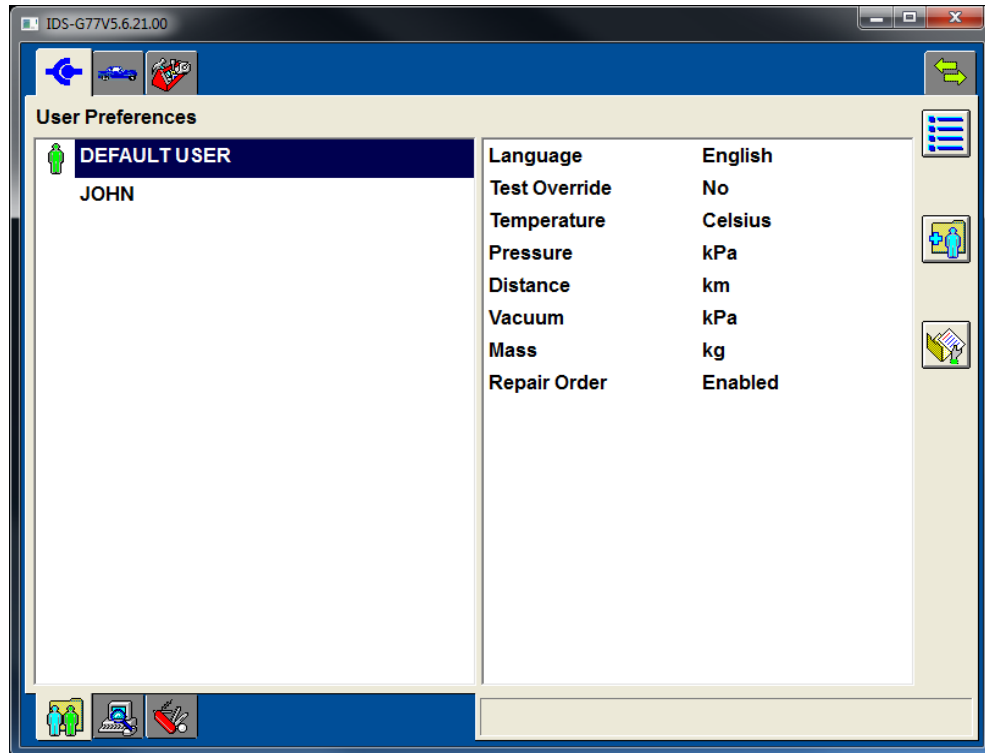 IDS-G77V5.6.21.00
User Preferences
DEFAULT USER
JOHN
Language English
Test Override No
Temperature Celsius
Pressure kPa
Distance km
Vacuum kPa
Mass kg
Repair Order Enabled